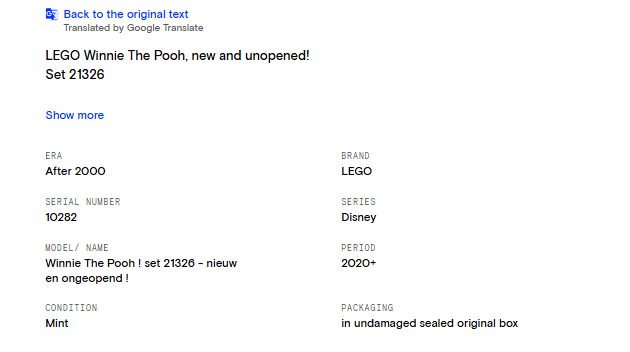 Back to the original text
Translated by Google Translate
LEGO Winnie The Pooh, new and unopened!
Set 21326
Show more
ERA
After 2000
BRAND
LEGO
SERIAL NUMBER
10282
SERIES
Disney
MODEL/ NAME
Winnie The Pooh ! set 21326 - nieuw
en ongeopend !
PERIOD
2020+
CONDITION
Mint
PACKAGING
in undamaged sealed original box